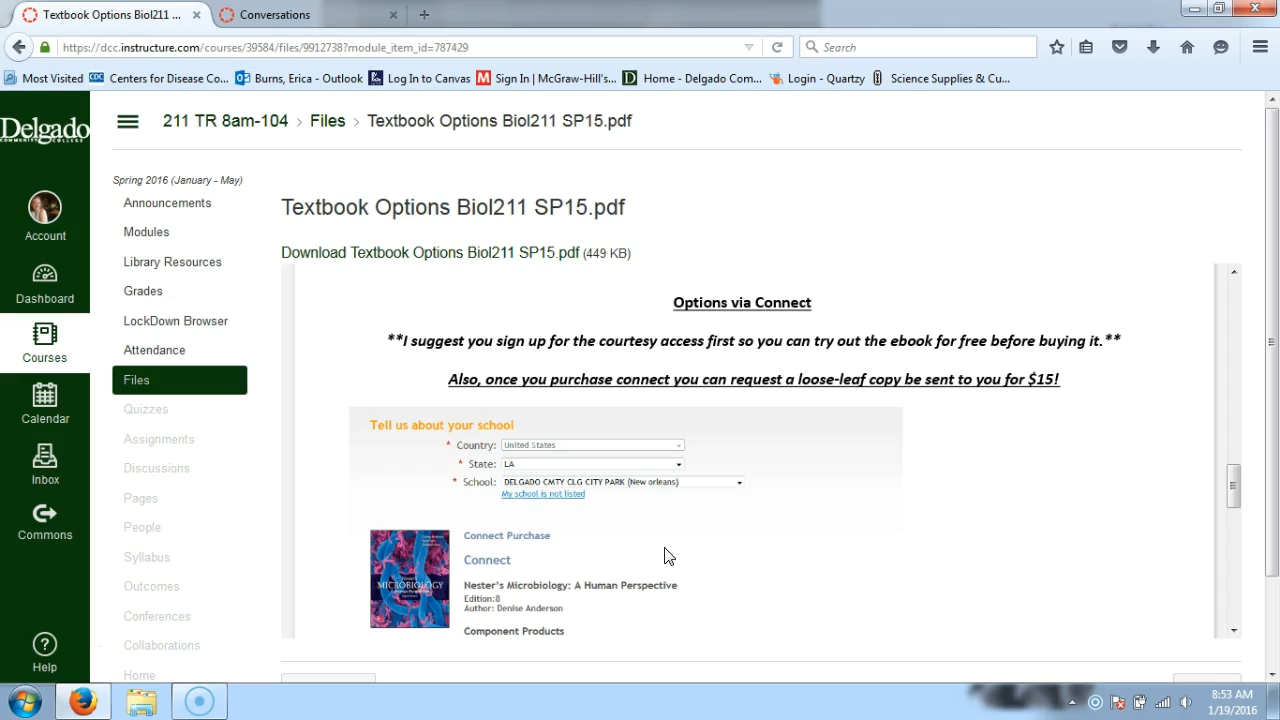 Textbook Options Biol211 ...
Conversations
https://dcc.instructure.com/courses/39584/files/9912738?module_item_id=787429
Search
Most Visited
Centers for Disease Co...
Burns, Erica - Outlook
Log In to Canvas
Sign In | McGraw-Hill's...
Home - Delgado Com...
Login - Quartzy
Science Supplies & Cu...
Delgado
COMMUNITY COLLEGE
211 TR 8am-104 > Files > Textbook Options Biol211 SP15.pdf
Account
Dashboard
Courses
Calendar
Inbox
Commons
Help
Spring 2016 (January - May)
Announcements
Modules
Library Resources
Grades
LockDown Browser
Attendance
Files
Quizzes
Assignments
Discussions
Pages
People
Syllabus
Outcomes
Conferences
Collaborations
Home
Textbook Options Biol211 SP15.pdf
Download Textbook Options Biol211 SP15.pdf (449 KB)
Options via Connect
**I suggest you sign up for the courtesy access first so you can try out the ebook for free before buying it.**
Also, once you purchase connect you can request a loose-leaf copy be sent to you for $15!
Tell us about your school
* Country: United States
* State: LA
* School: DELGADO CMTY CLG CITY PARK (New orleans)
My school is not listed
MICROBIOLOGY
Connect Purchase
Connect
Nester's Microbiology: A Human Perspective
Edition:8
Author: Denise Anderson
Component Products
8:53 AM
1/19/2016